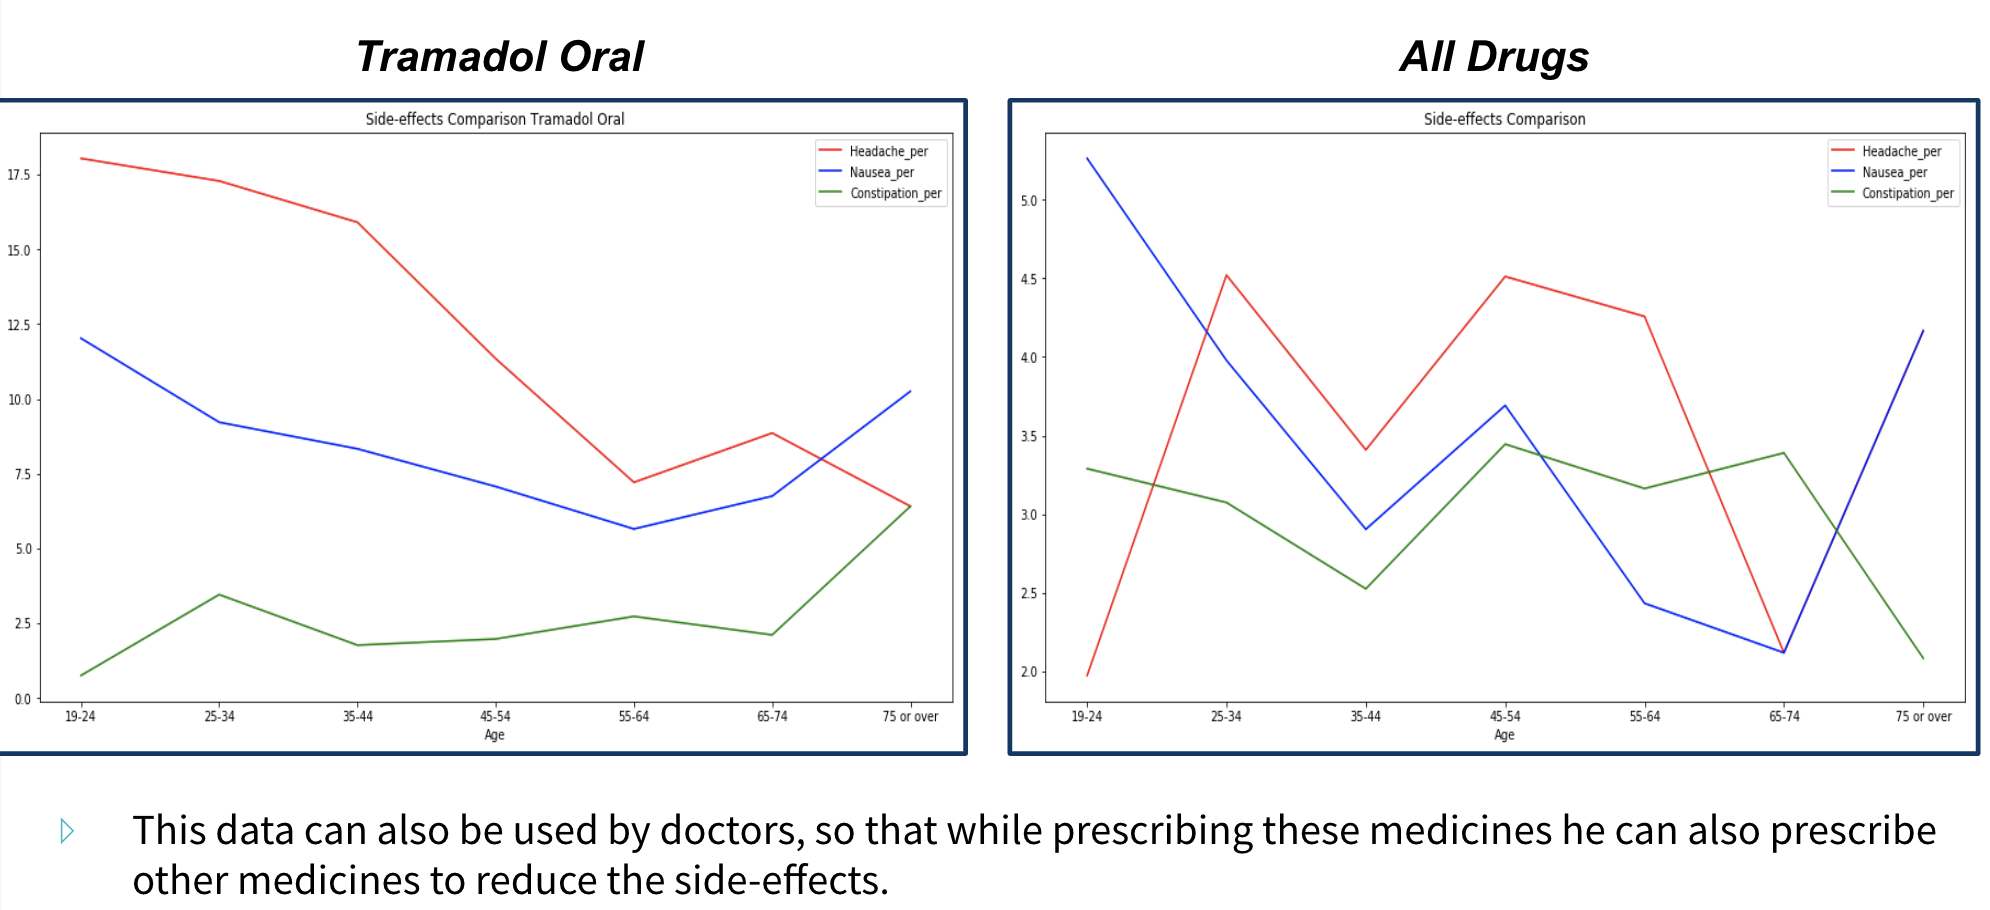 Tramadol Oral
All Drugs
Side-effects Comparison Tramadol Oral
Headache_per
Nausea_per
Constipation_per
17.5
15.0
12.5
10.0
7.5
5.0
2.5
0.0
19-24 25-34 35-44 45-54 55-64 65-74 75 or over
Age
Side-effects Comparison
Headache_per
Nausea_per
Constipation_per
5.0
4.5
4.0
3.5
3.0
2.5
2.0
19-24 25-34 35-44 45-54 55-64 65-74 75 or over
Age
This data can also be used by doctors, so that while prescribing these medicines he can also prescribe
other medicines to reduce the side-effects.